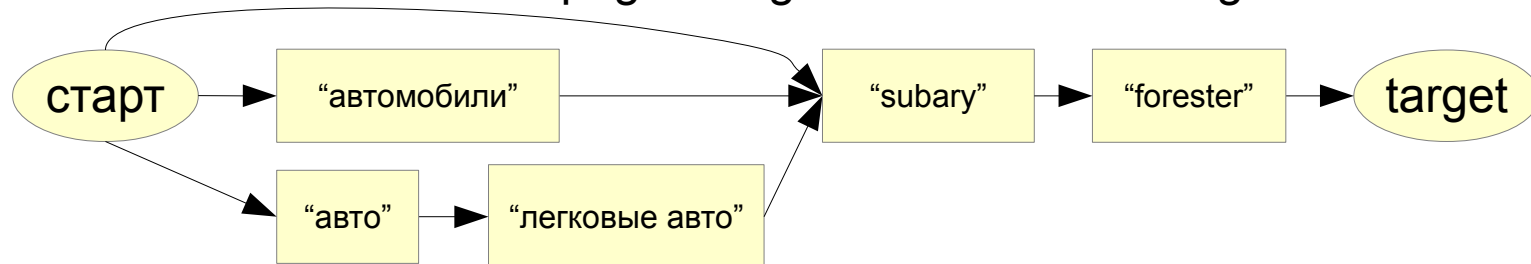 старт
“автомобили”
“subary”
“forester”
target
“авто”
“легковые авто”